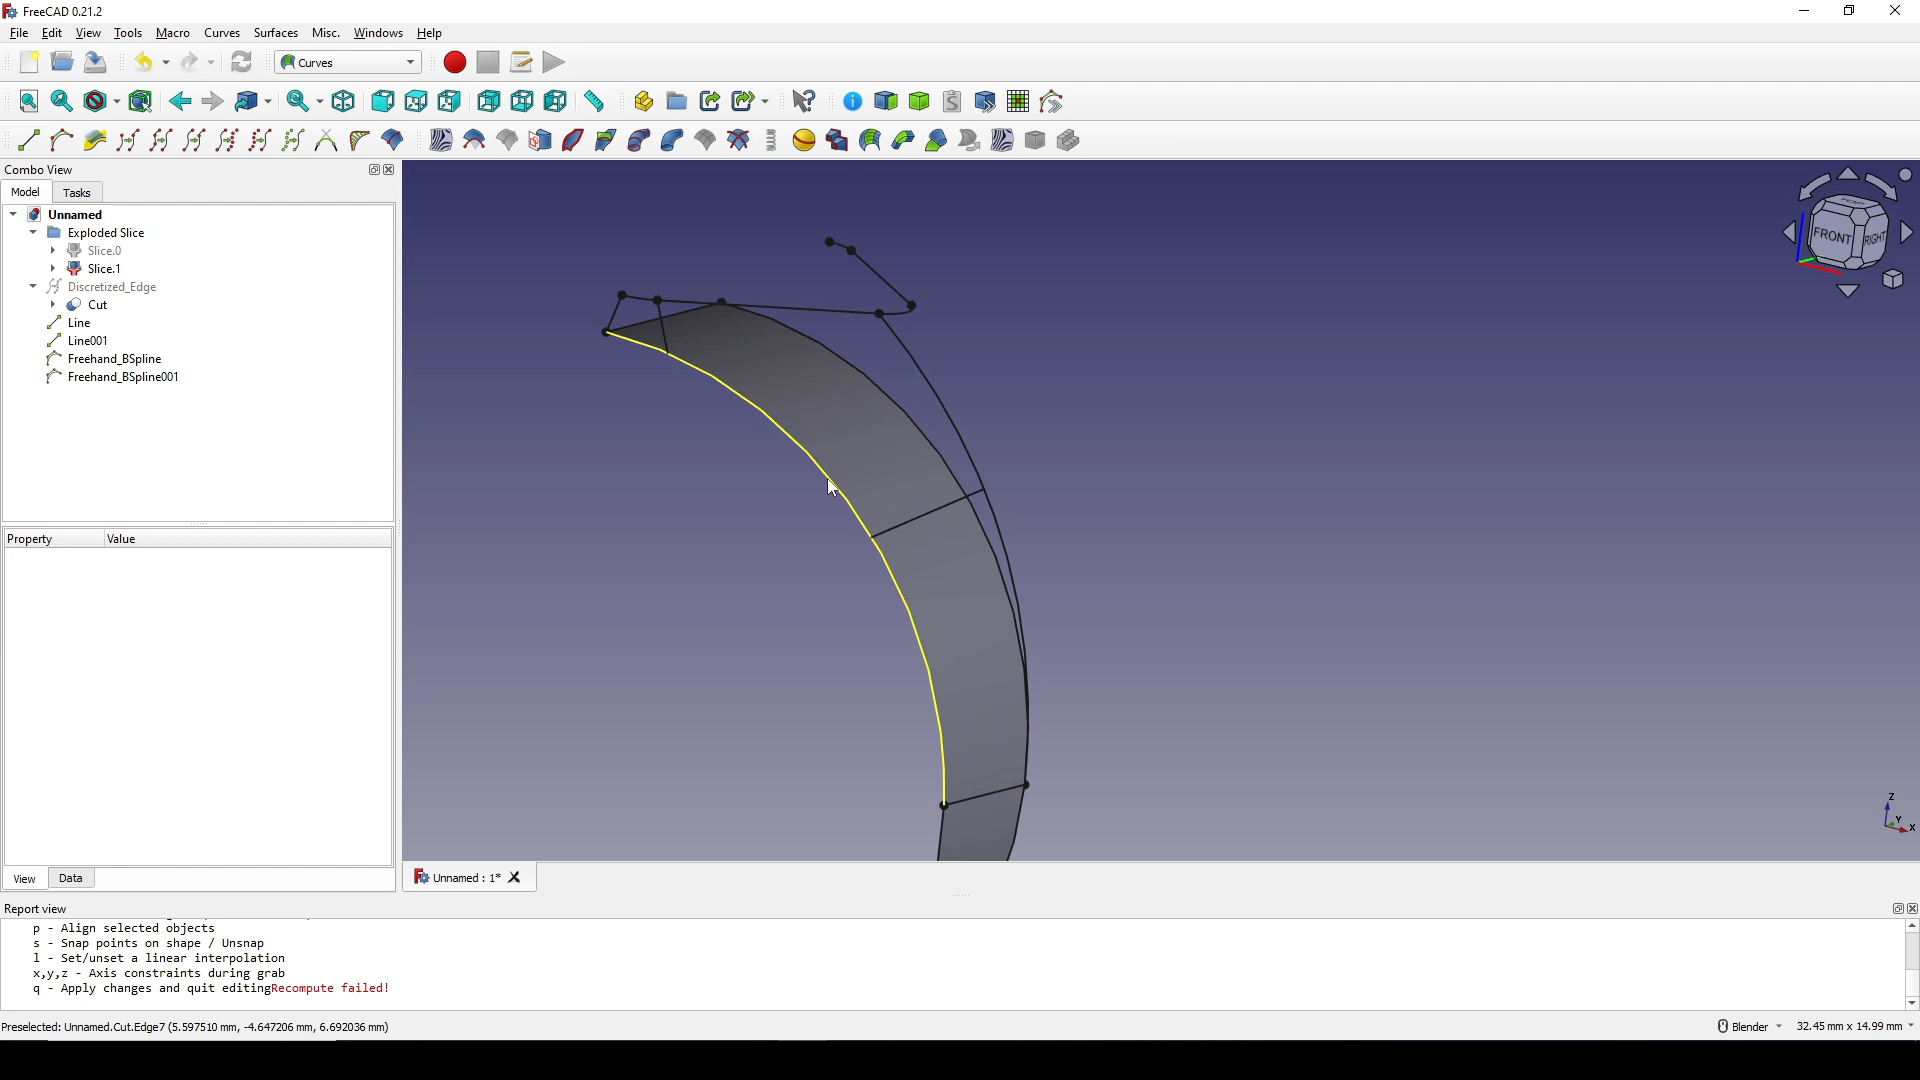 FreeCAD 0.21.2
File Edit View Tools Macro Curves Surfaces Misc. Windows Help
Curves
Combo View
Model Tasks
Unnamed
Exploded Slice
Slice.0
Slice.1
Discretized_Edge
Cut
Line
Line001
Freehand_BSpline
Freehand_BSpline001
TOP
FRONT RIGHT
Property Value
Z
Y
X
View Data
Unnamed : 1*
Report view
p - Align selected objects
s - Snap points on shape / Unsnap
l - Set/unset a linear interpolation
x,y,z - Axis constraints during grab
q - Apply changes and quit editingRecompute failed!
Preselected: Unnamed.Cut.Edge7 (5.597510 mm, -4.647206 mm, 6.692036 mm)
Blender 32.45 mm x 14.99 mm